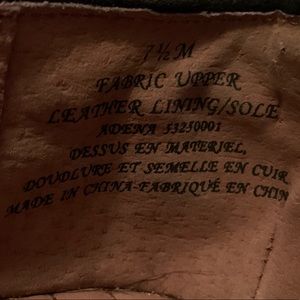 7½M
FABRIC UPPER
LEATHER LINING/SOLE
ADENA 53250001
DESSUS EN MATERIEL,
DOUDLURE ET SEMELLE EN CUIR
MADE IN CHINA-FABRIQUÉ EN CHIN